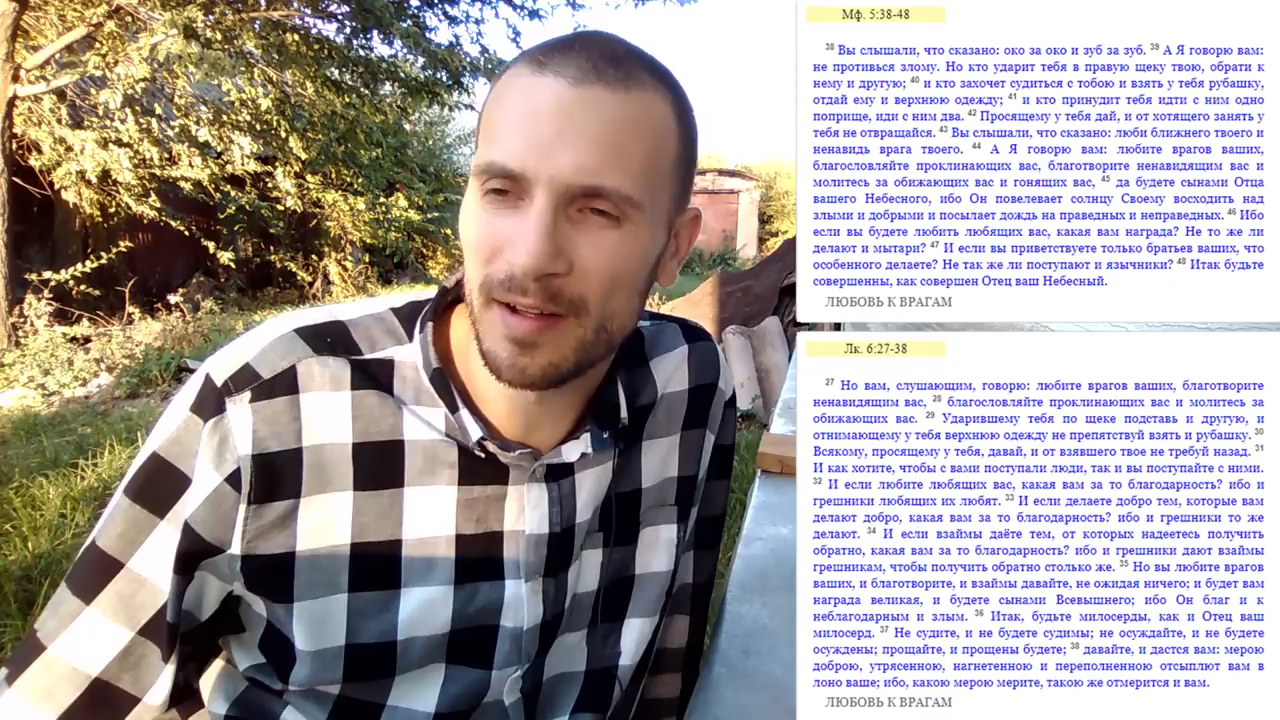 Мф. 5:38-48
38 Вы слышали, что сказано: око за око и зуб за зуб. 39 А Я говорю вам:
не противься злому. Но кто ударит тебя в правую щеку твою, обрати к
нему и другую; 40 и кто захочет судиться с тобою и взять у тебя рубашку,
отдай ему и верхнюю одежду; 41 и кто принудит тебя идти с ним одно
поприще, иди с ним два. 42 Просящему у тебя дай, и от хотящего занять у
тебя не отвращайся. 43 Вы слышали, что сказано: люби ближнего твоего и
ненавидь врага твоего. 44 А Я говорю вам: любите врагов ваших,
благословляйте проклинающих вас, благотворите ненавидящим вас и
молитесь за обижающих вас и гонящих вас, 45 да будете сынами Отца
вашего Небесного, ибо Он повелевает солнцу Своему восходить над
злыми и добрыми и посылает дождь на праведных и неправедных. 46 Ибо
если вы будете любить любящих вас, какая вам награда? Не то же ли
делают и мытари? 47 И если вы приветствуете только братьев ваших, что
особенного делаете? Не так же ли поступают и язычники? 48 Итак будьте
совершенны, как совершен Отец ваш Небесный.
ЛЮБОВЬ К ВРАГАМ
Лк. 6:27-38
27 Но вам, слушающим, говорю: любите врагов ваших, благотворите
ненавидящим вас, 28 благословляйте проклинающих вас и молитесь за
обижающих вас. 29 Ударившему тебя по щеке подставь и другую, и
отнимающему у тебя верхнюю одежду не препятствуй взять и рубашку. 30
Всякому, просящему у тебя, давай, и от взявшего твое не требуй назад. 31
И как хотите, чтобы с вами поступали люди, так и вы поступайте с ними.
32 И если любите любящих вас, какая вам за то благодарность? ибо и
грешники любящих их любят. 33 И если делаете добро тем, которые вам
делают добро, какая вам за то благодарность? ибо и грешники то же
делают. 34 И если взаймы даёте тем, от которых надеетесь получить
обратно, какая вам за то благодарность? ибо и грешники дают взаймы
грешникам, чтобы получить обратно столько же. 35 Но вы любите врагов
ваших, и благотворите, и взаймы давайте, не ожидая ничего; и будет вам
награда великая, и будете сынами Всевышнего; ибо Он благ и к
неблагодарным и злым. 36 Итак, будьте милосерды, как и Отец ваш
милосерд. 37 Не судите, и не будете судимы; не осуждайте, и не будете
осуждены; прощайте, и прощены будете; 38 давайте, и дастся вам: мерою
доброю, утрясенною, нагнетенною и переполненною отсыплют вам в
лоно ваше; ибо, какою мерою мерите, такою же отмерится и вам.
ЛЮБОВЬ К ВРАГАМ